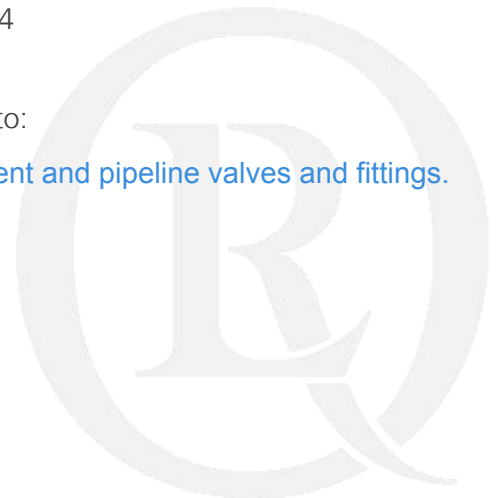 4
to:
ent and pipeline valves and fittings.